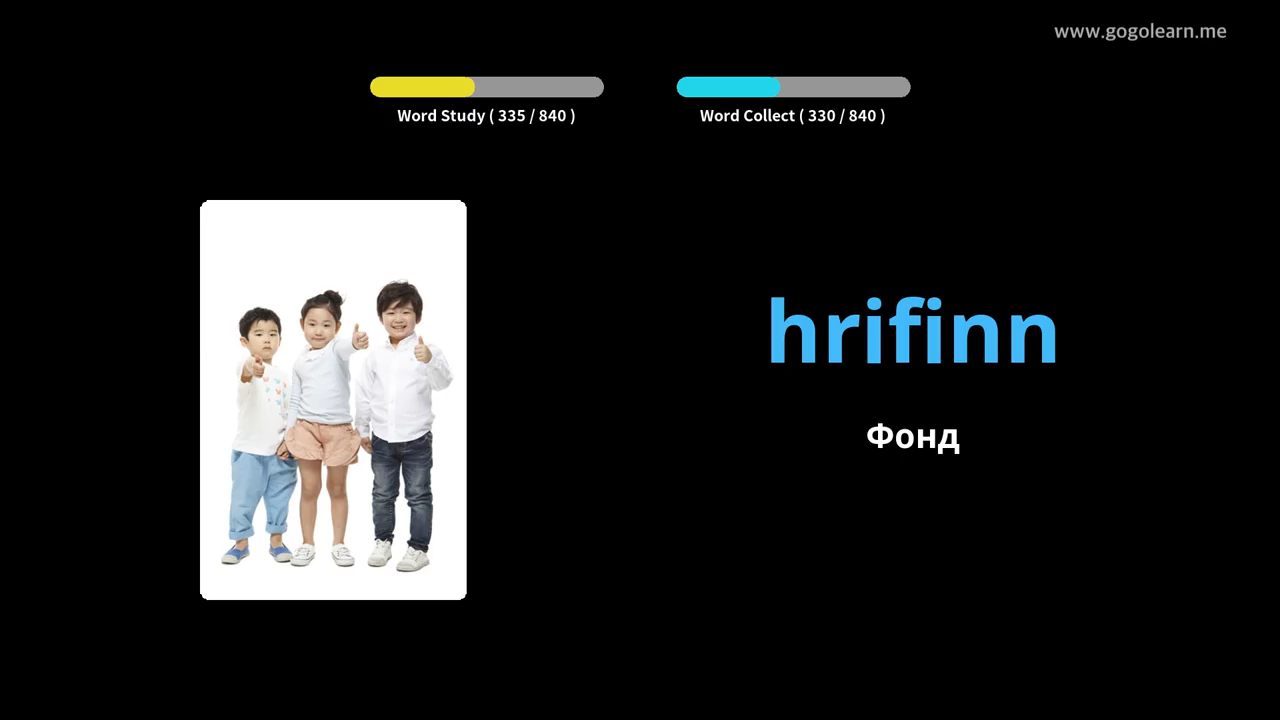 www.gogolearn.me
Word Study ( 335 / 840 )
Word Collect ( 330 / 840 )
hrifinn
Фонд